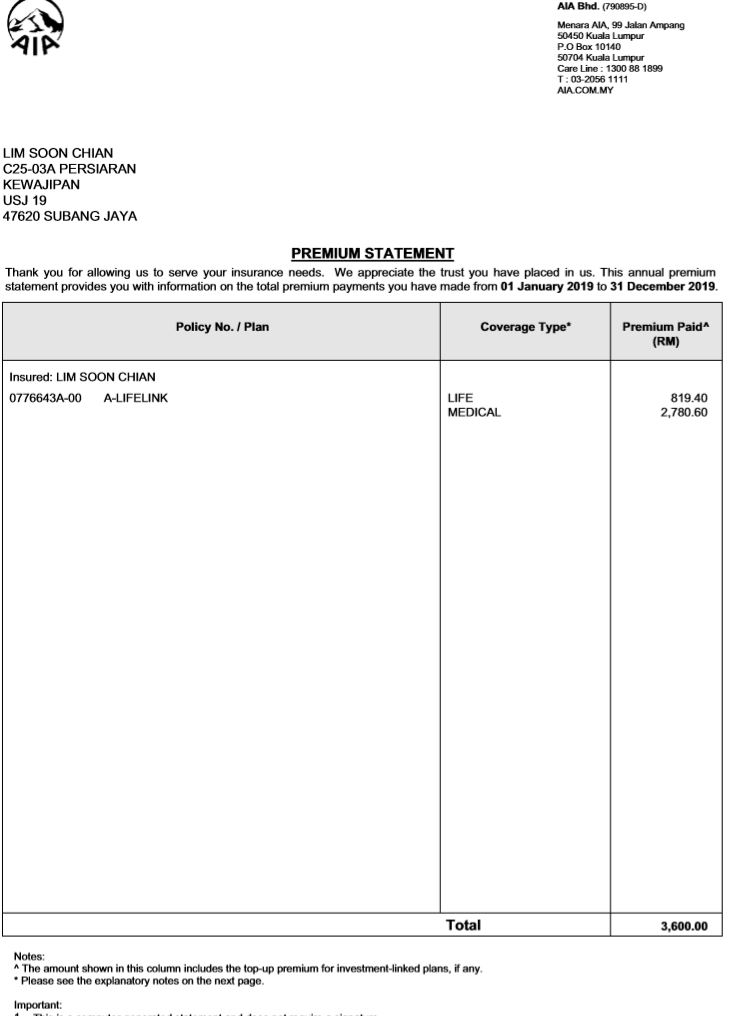 AIA
AIA Bhd. (790895-D)
Menara AIA, 99 Jalan Ampang
50450 Kuala Lumpur
P.O Box 10140
50704 Kuala Lumpur
Care Line : 1300 88 1899
T : 03-2056 1111
AIA.COM.MY
LIM SOON CHIAN
C25-03A PERSIARAN
KEWAJIPAN
USJ 19
47620 SUBANG JAYA
PREMIUM STATEMENT
Thank you for allowing us to serve your insurance needs. We appreciate the trust you have placed in us. This annual premium
statement provides you with information on the total premium payments you have made from 01 January 2019 to 31 December 2019.
Policy No. / Plan Coverage Type* Premium Paid^
(RM)
Insured: LIM SOON CHIAN
0776643A-00 A-LIFELINK LIFE 819.40
MEDICAL 2,780.60
Total 3,600.00
Notes:
^ The amount shown in this column includes the top-up premium for investment-linked plans, if any.
* Please see the explanatory notes on the next page.
Important: